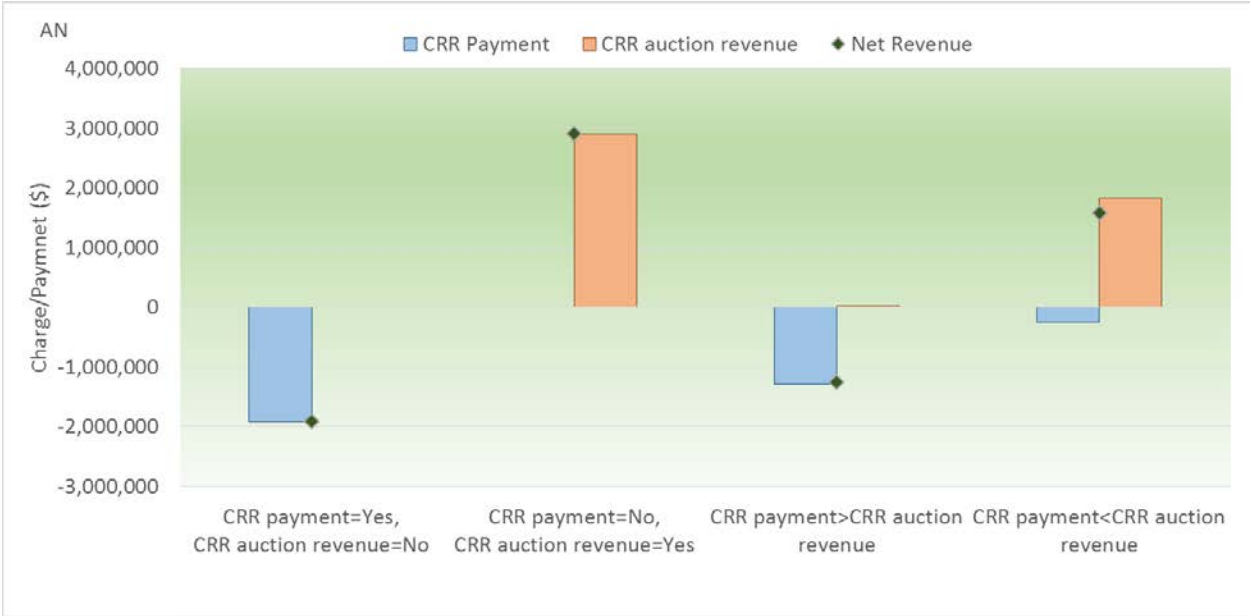 AN
CRR Payment CRR auction revenue Net Revenue
4,000,000
3,000,000
2,000,000
1,000,000
0
-1,000,000
-2,000,000
-3,000,000
Charge/Paymnet ($)
CRR payment=Yes,
CRR auction revenue=No
CRR payment=No,
CRR auction revenue=Yes
CRR payment>CRR auction
revenue
CRR payment<CRR auction
revenue